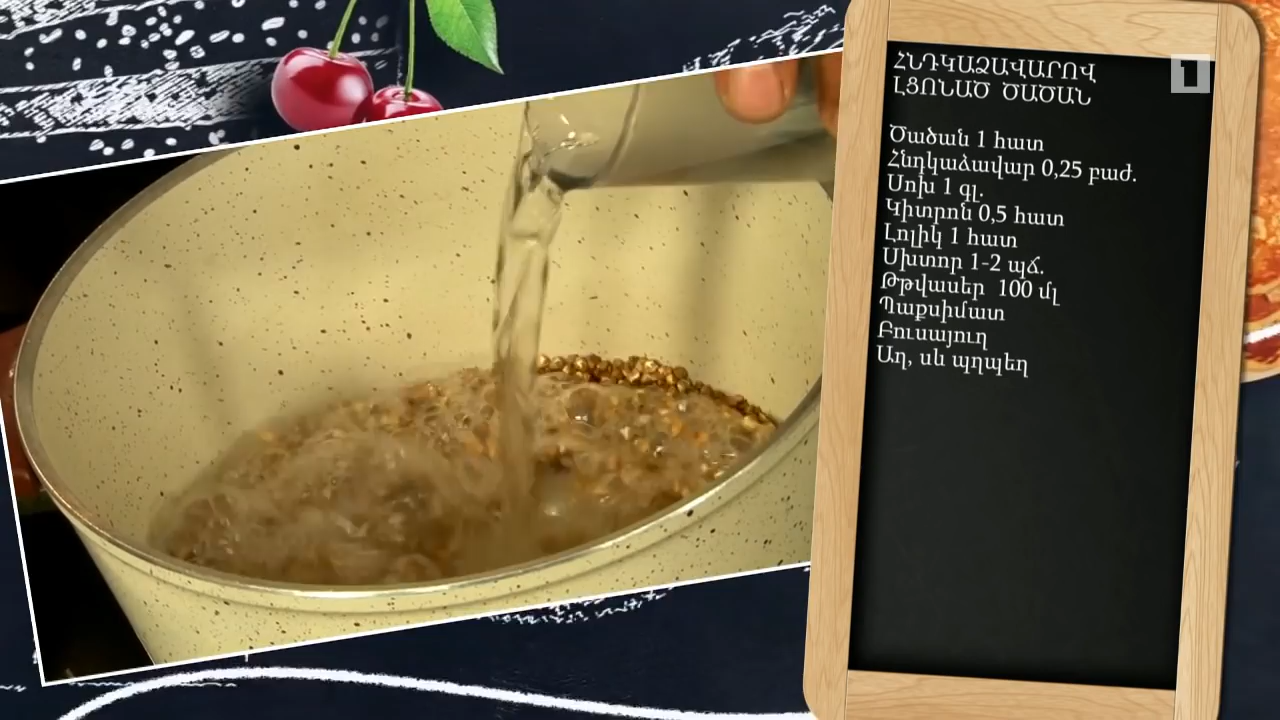 ՀՆԴԿԱՁԱՎԱՐՈՎ
ԼՑՈՆԱԾ ԾԱԾԱՆ
Ծածան 1 հատ
Հնդկաձավար 0,25 բաժ.
Սոխ 1 գլ.
Կիտրոն 0,5 հատ
Լոլիկ 1 հատ
Սխտոր 1-2 պճ.
Թթվասեր 100 մլ
Պաքսիմատ
Բուսայուղ
Աղ, սև պղպեղ
1